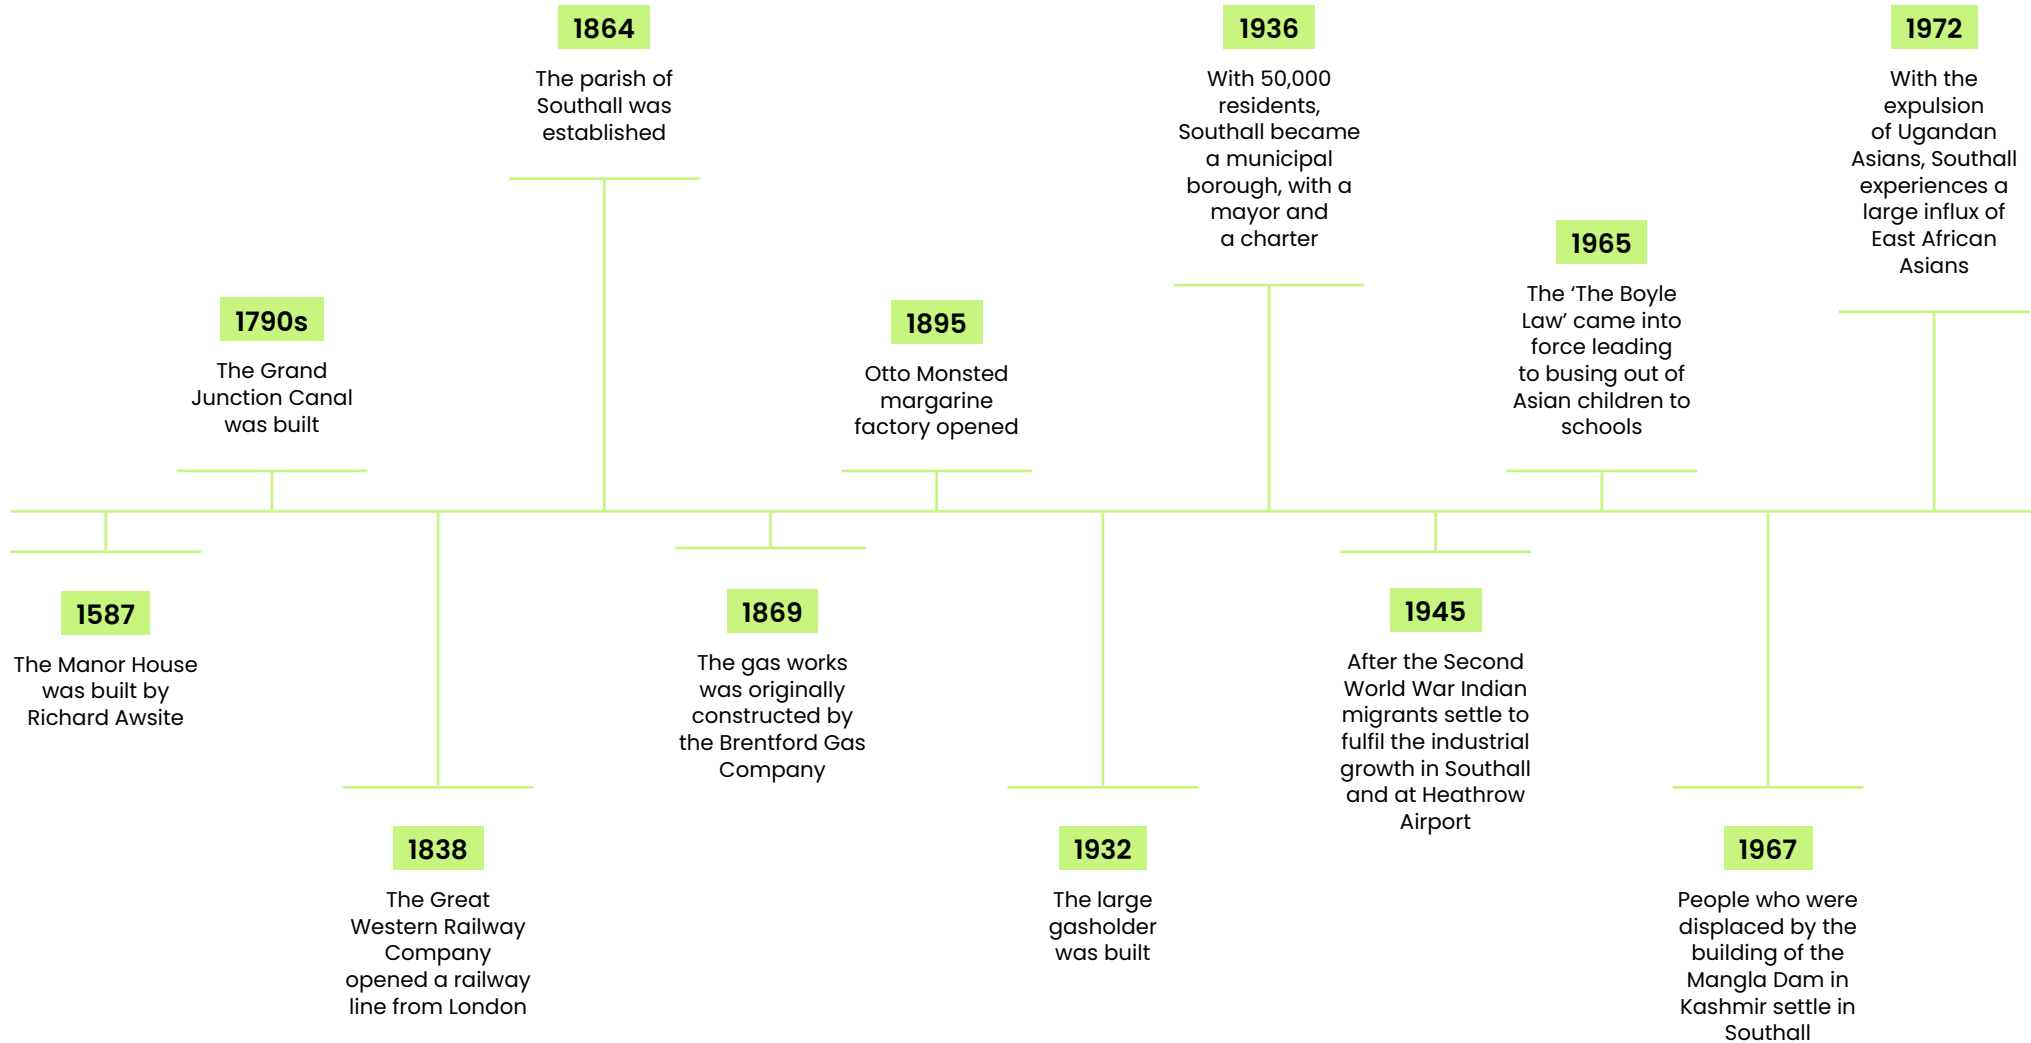 1587
The Manor House
was built by
Richard Awsite
1790s
The Grand
Junction Canal
was built
1838
The Great
Western Railway
Company
opened a railway
line from London
1864
The parish of
Southall was
established
1869
The gas works
was originally
constructed by
the Brentford Gas
Company
1895
Otto Monsted
margarine
factory opened
1932
The large
gasholder
was built
1936
With 50,000
residents,
Southall became
a municipal
borough, with a
mayor and
a charter
1945
After the Second
World War Indian
migrants settle to
fulfil the industrial
growth in Southall
and at Heathrow
Airport
1965
The ‘The Boyle
Law’ came into
force leading
to busing out of
Asian children to
schools
1967
People who were
displaced by the
building of the
Mangla Dam in
Kashmir settle in
Southall
1972
With the
expulsion
of Ugandan
Asians, Southall
experiences a
large influx of
East African
Asians